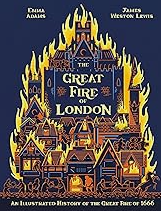 EMMA
ADAMS
JAMES
WESTON LEWIS
THE
GREAT
FIRE OF
LONDON
AN ILLUSTRATED HISTORY OF THE GREAT FIRE OF 1666